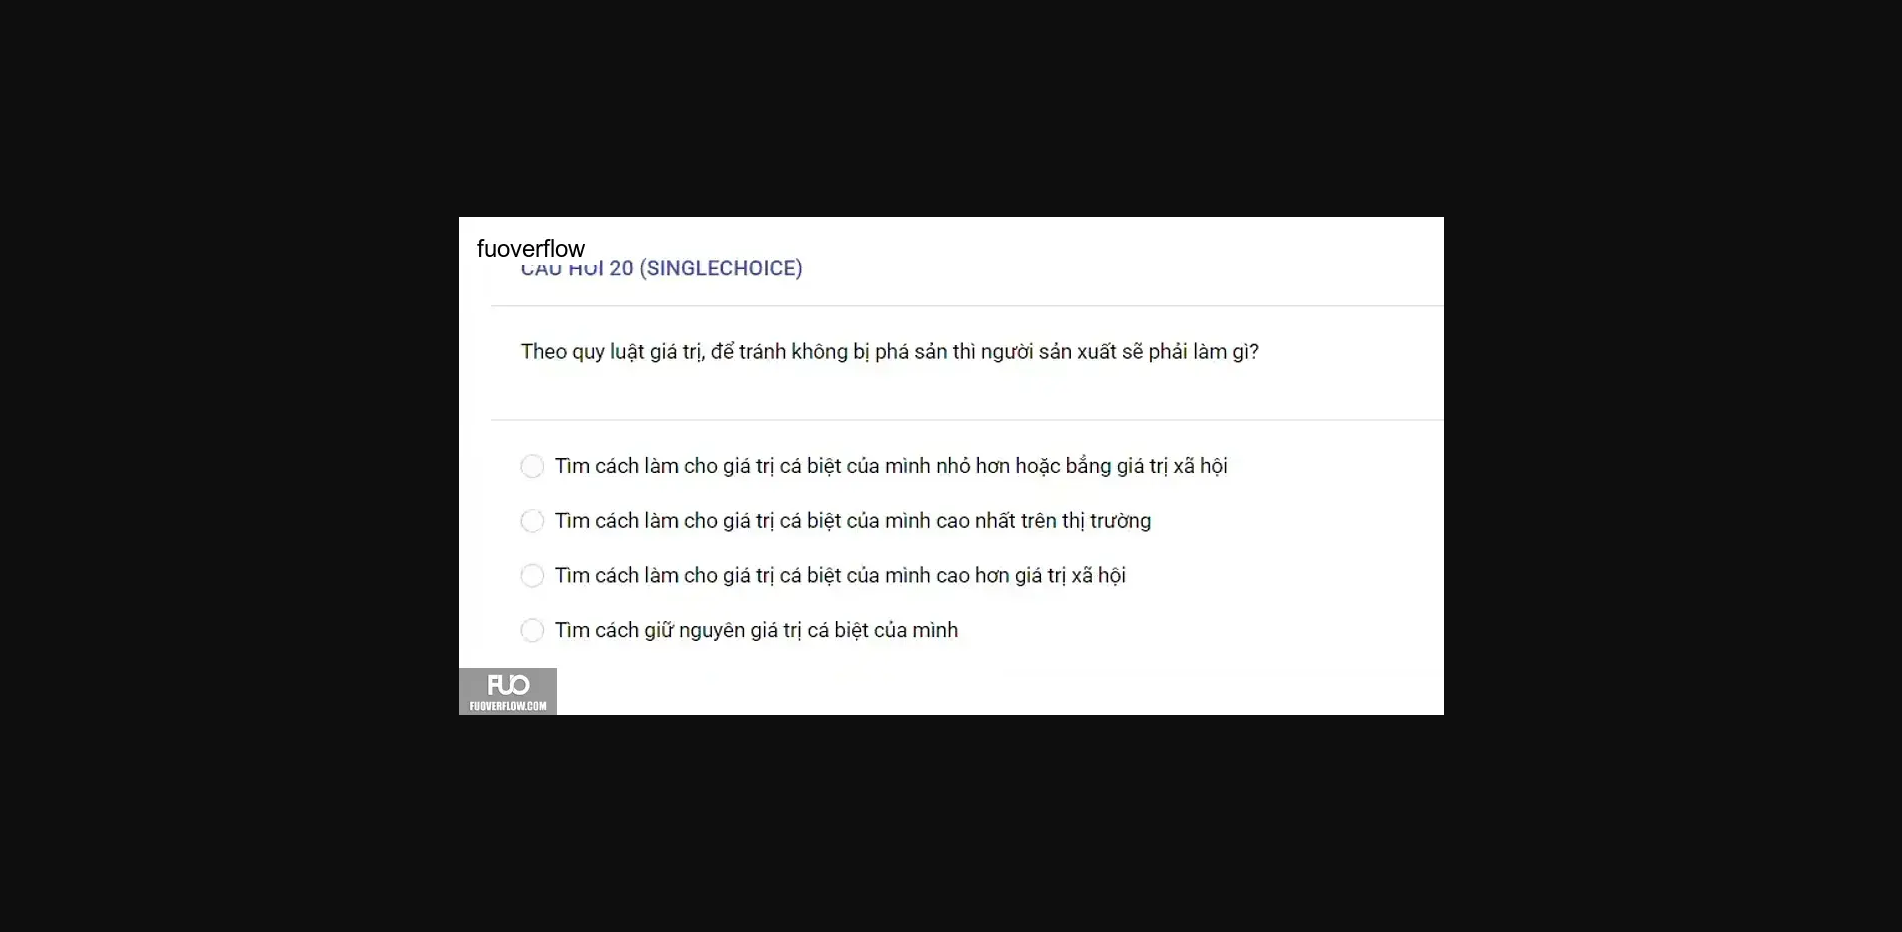 fuoverflow
CÂU HỎI 20 (SINGLECHOICE)
Theo quy luật giá trị, để tránh không bị phá sản thì người sản xuất sẽ phải làm gì?
Tìm cách làm cho giá trị cá biệt của mình nhỏ hơn hoặc bằng giá trị xã hội
Tìm cách làm cho giá trị cá biệt của mình cao nhất trên thị trường
Tìm cách làm cho giá trị cá biệt của mình cao hơn giá trị xã hội
Tìm cách giữ nguyên giá trị cá biệt của mình
FUO
FUOVERFLOW.COM